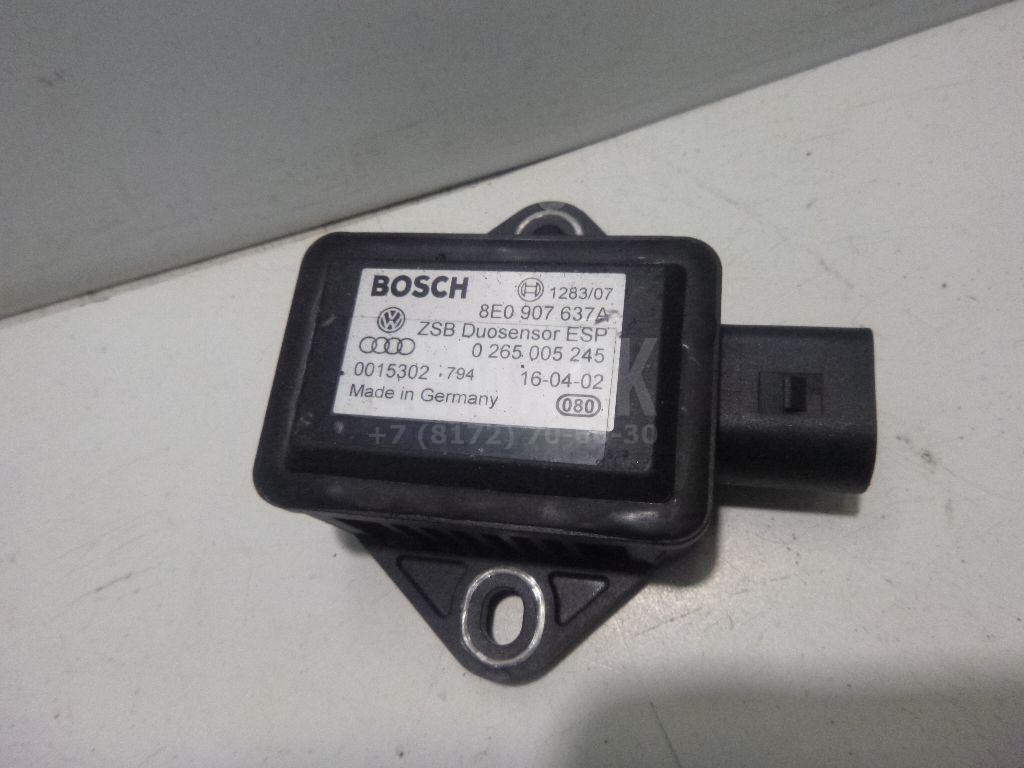 BOSCH 1283/07
8E0 907 637A
ZSB Duosensor ESP
0 265 005 245
0015302 794 16-04-02
Made in Germany 080
+7 (8172) 70-
-30